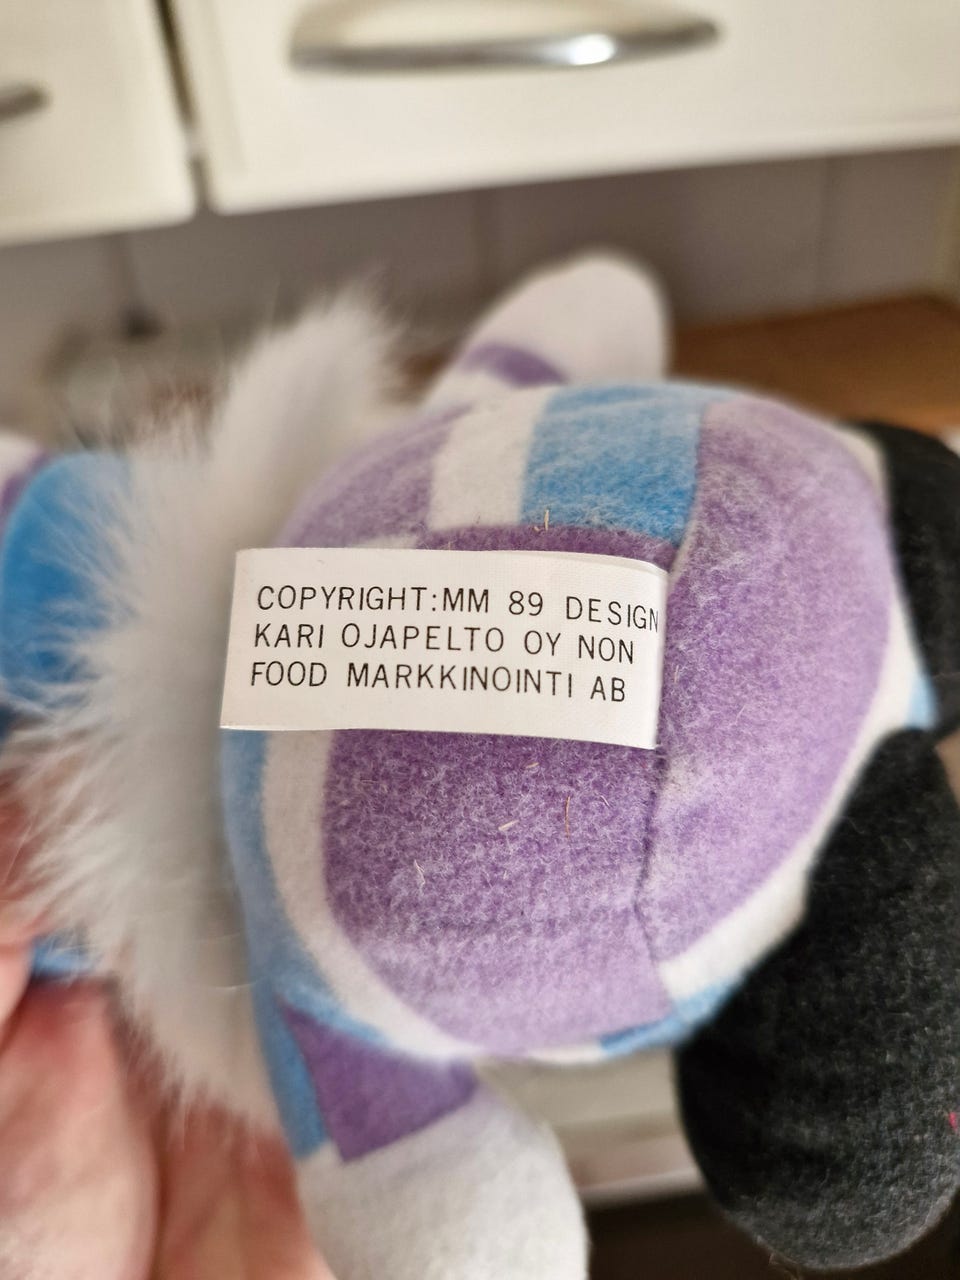 COPYRIGHT:MM 89 DESIGN
KARI OJAPELTO OY NON
FOOD MARKKINOINTI AB